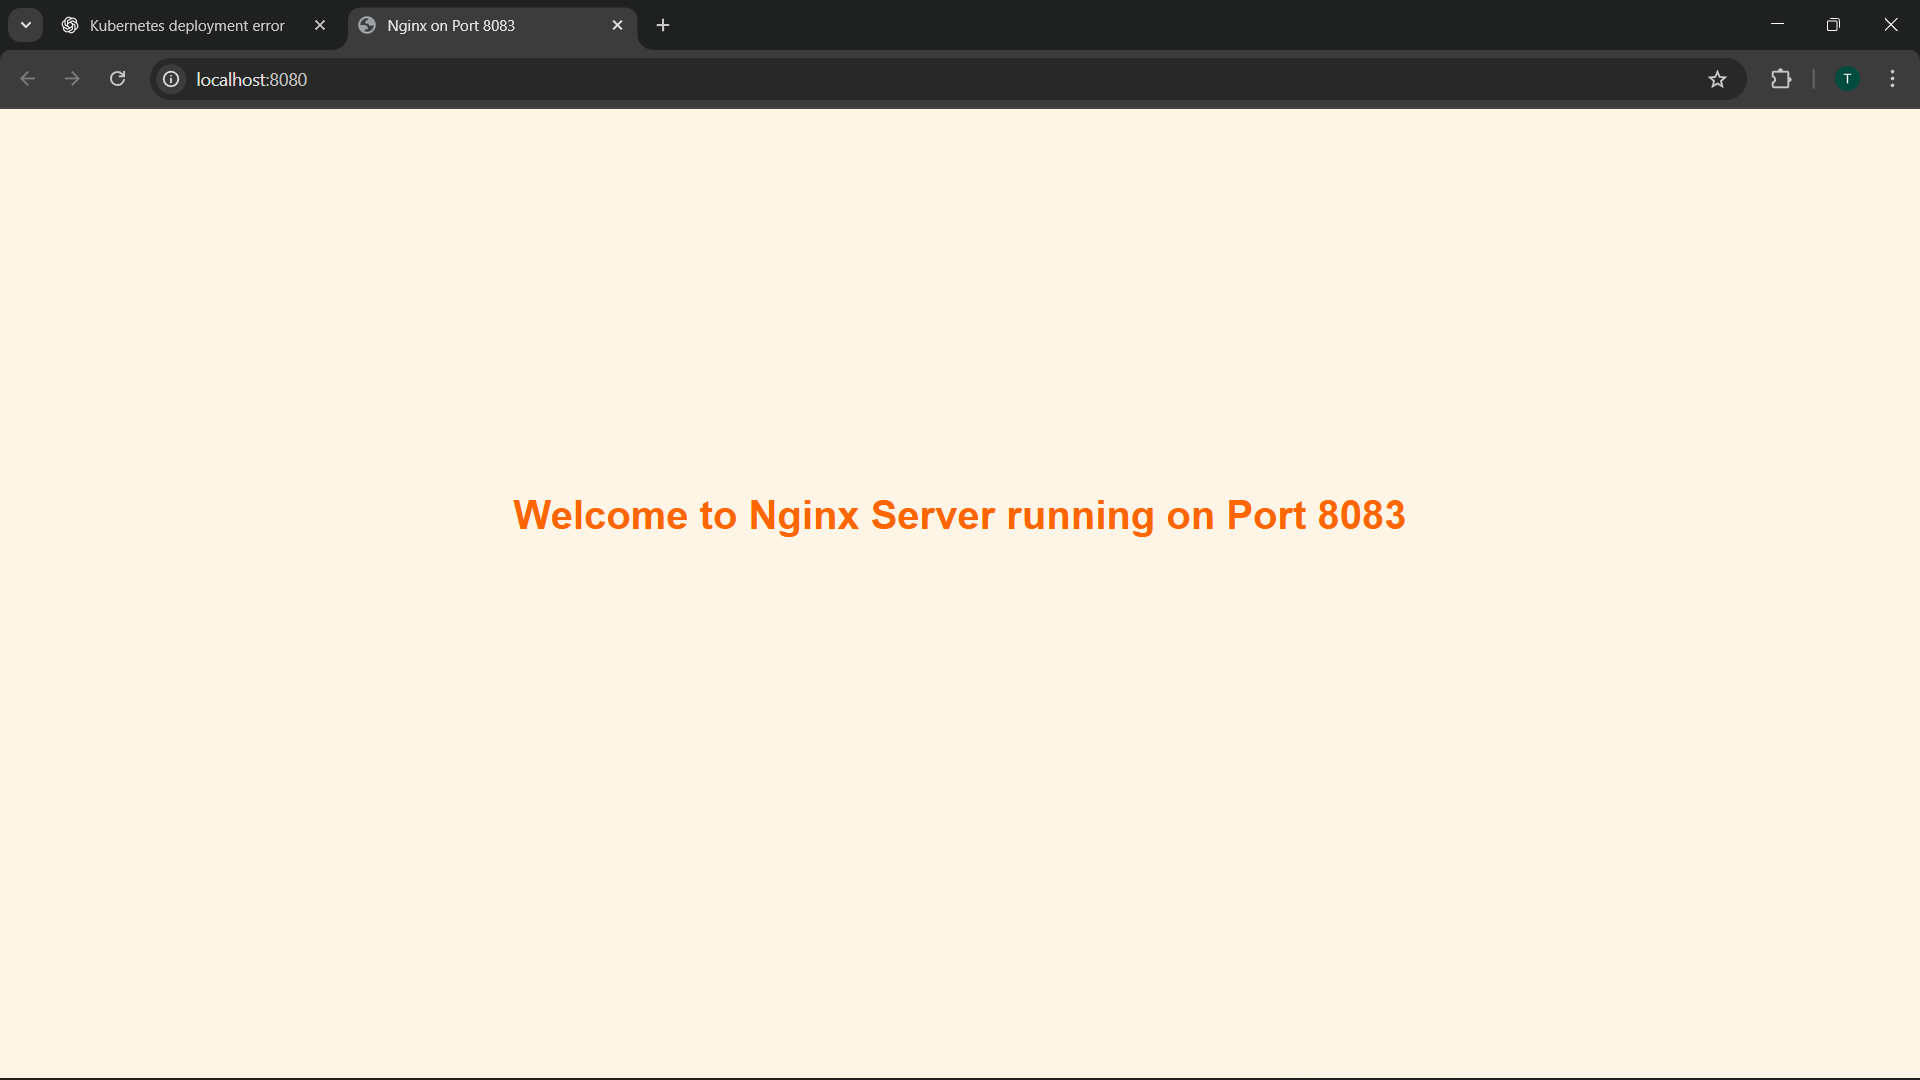 Kubernetes deployment error
Nginx on Port 8083
localhost:8080
T
Welcome to Nginx Server running on Port 8083